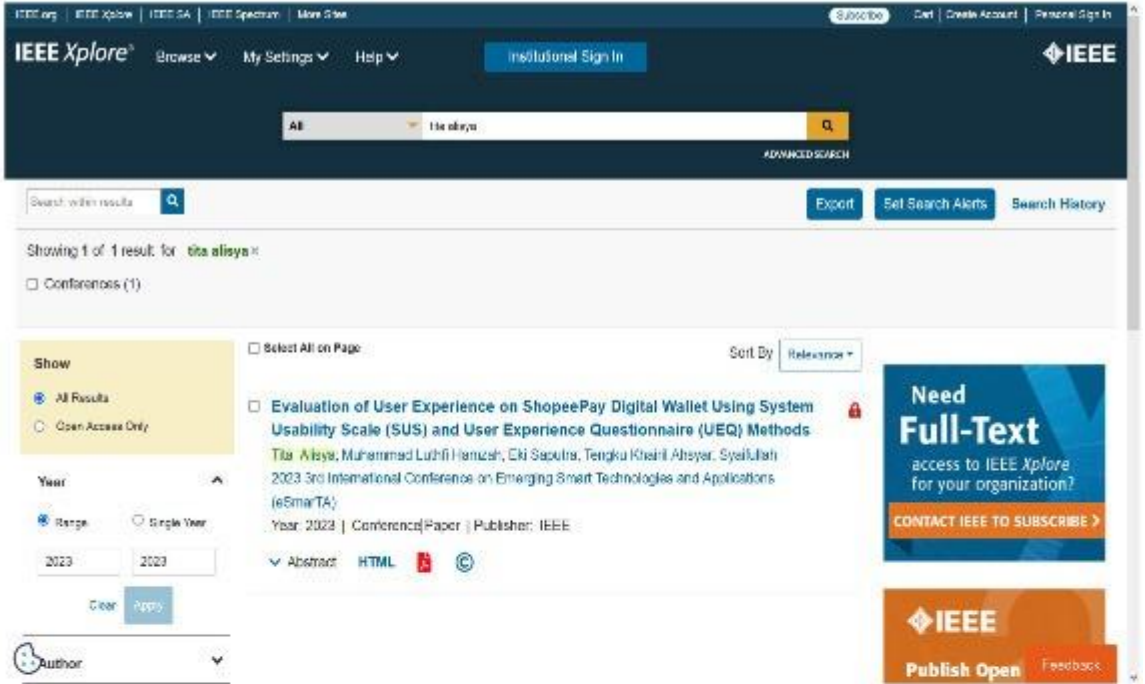 IEEE.org | IEEE Xplore | IEEE SA | IEEE Spectrum | More Sites
Subscribe
Cart | Create Account | Personal Sign In
IEEE Xplore®
Browse
My Settings
Help
Institutional Sign In
IEEE
All
tita alisya
ADVANCED SEARCH
Search within results
Export
Set Search Alerts
Search History
Showing 1 of 1 result for tita alisya ×
Conferences (1)
Show
All Results
Open Access Only
Year
Range
Single Year
2023
2023
Clear
Apply
Author
Select All on Page
Sort By
Relevance
Evaluation of User Experience on ShopeePay Digital Wallet Using System
Usability Scale (SUS) and User Experience Questionnaire (UEQ) Methods
Tita Alisya; Muhammad Luthfi Hamzah; Eki Saputra; Tengku Khairil Ahsyar; Syaifullah
2023 3rd International Conference on Emerging Smart Technologies and Applications
(eSmarTA)
Year: 2023 | Conference Paper | Publisher: IEEE
Abstract
HTML
©
Need
Full-Text
access to IEEE Xplore
for your organization?
CONTACT IEEE TO SUBSCRIBE >
IEEE
Publish Open
Feedback